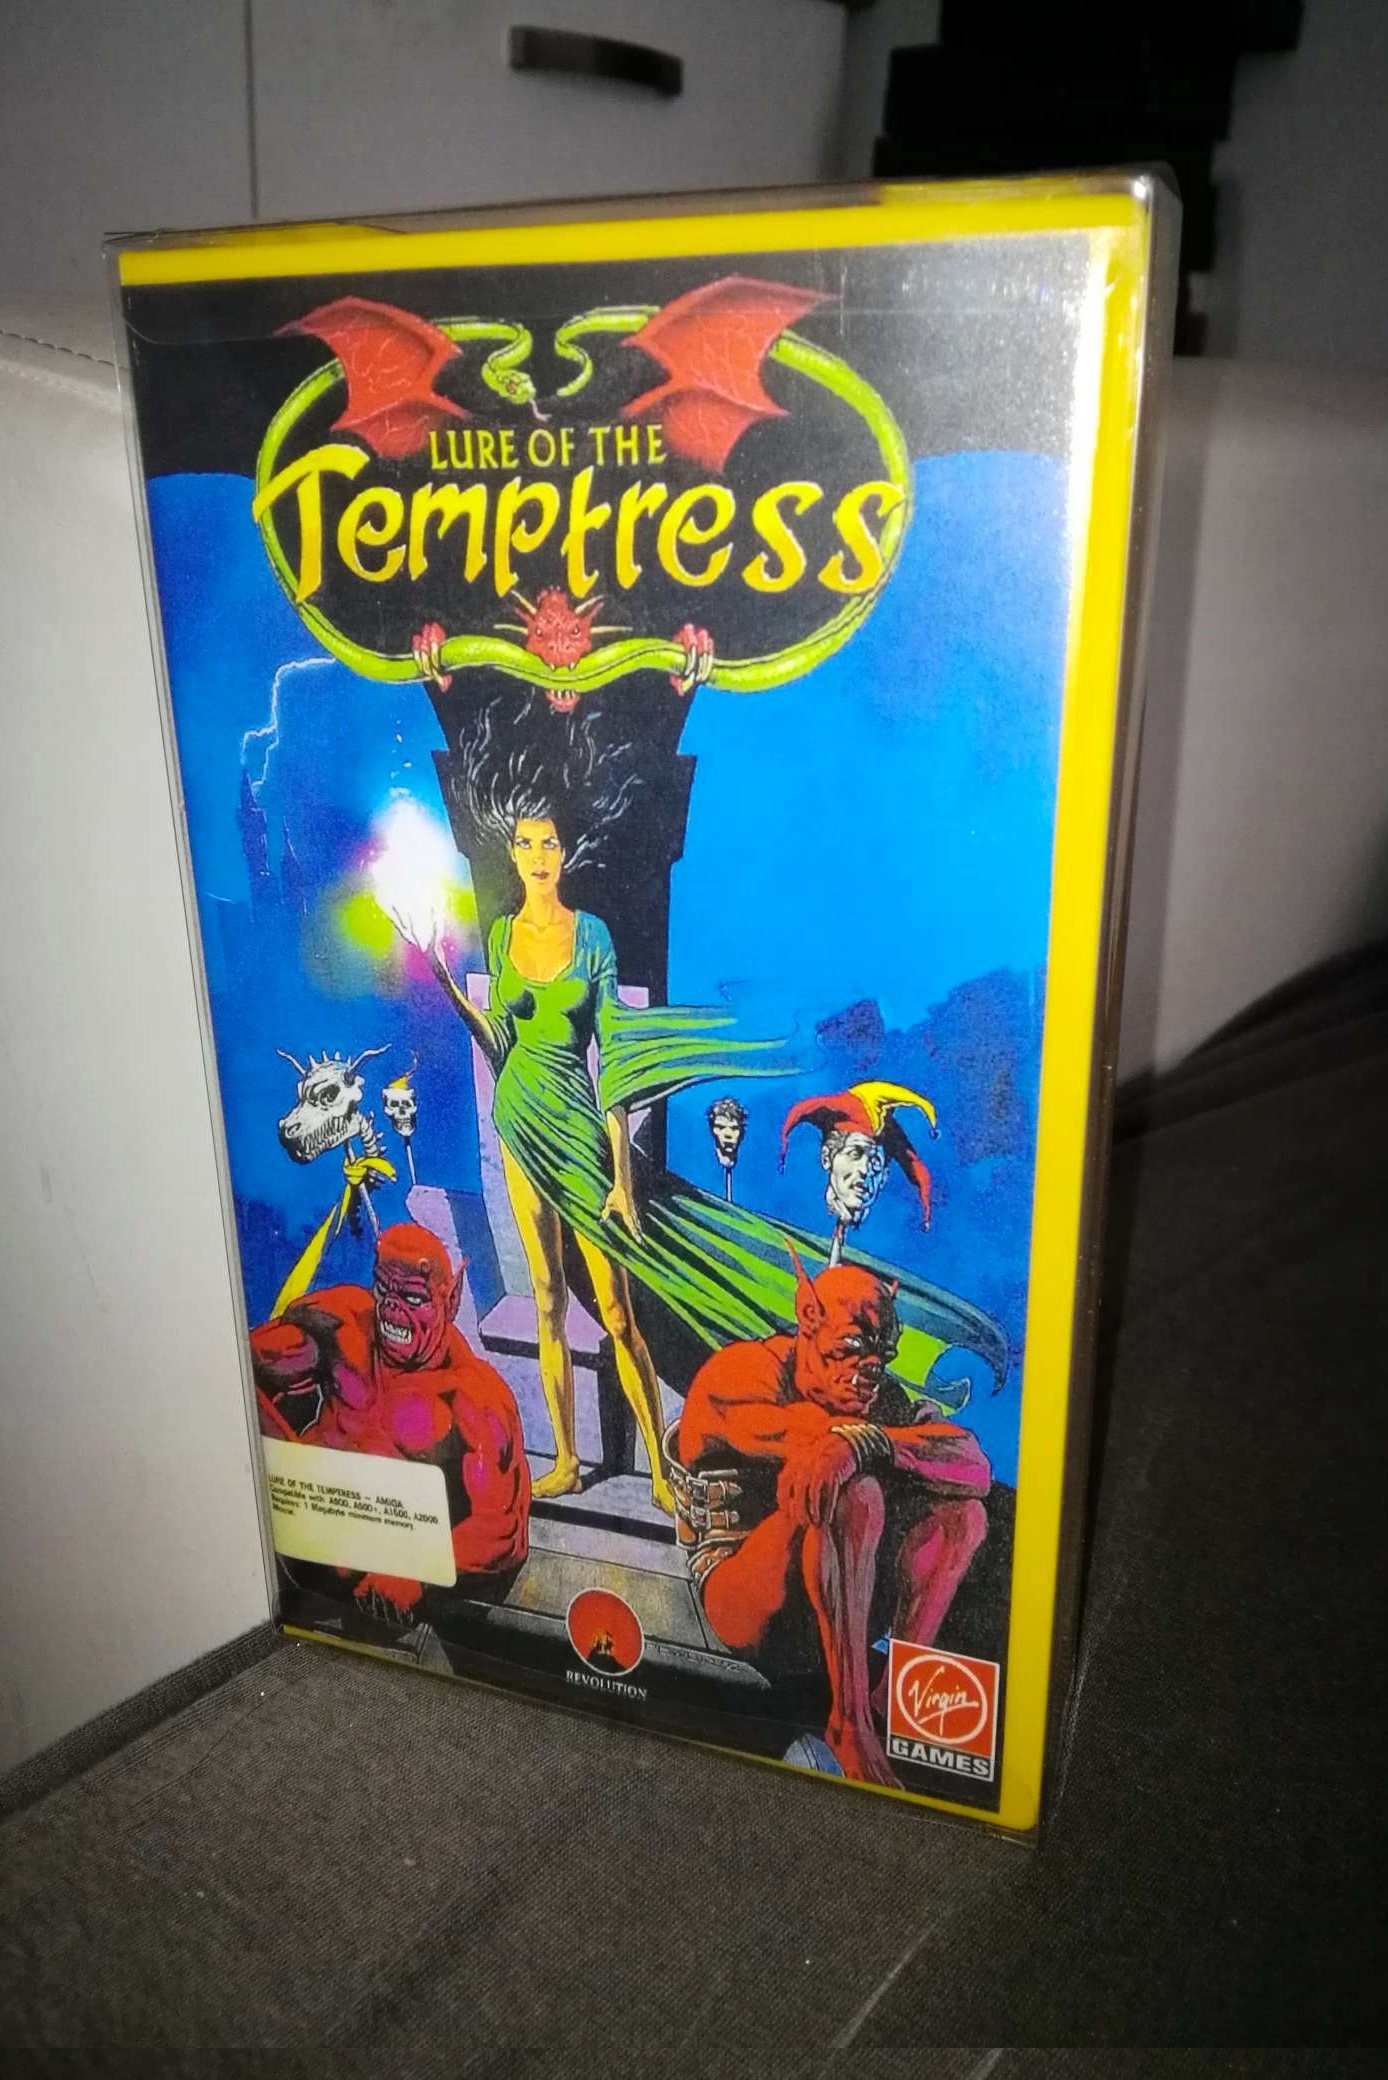 LURE OF THE
Temptress
LURE OF THE TEMPTRESS – AMIGA
Compatible with A500, A500+, A1500, A2000
Requires: 1 Megabyte minimum memory
Mouse
REVOLUTION
Virgin
GAMES